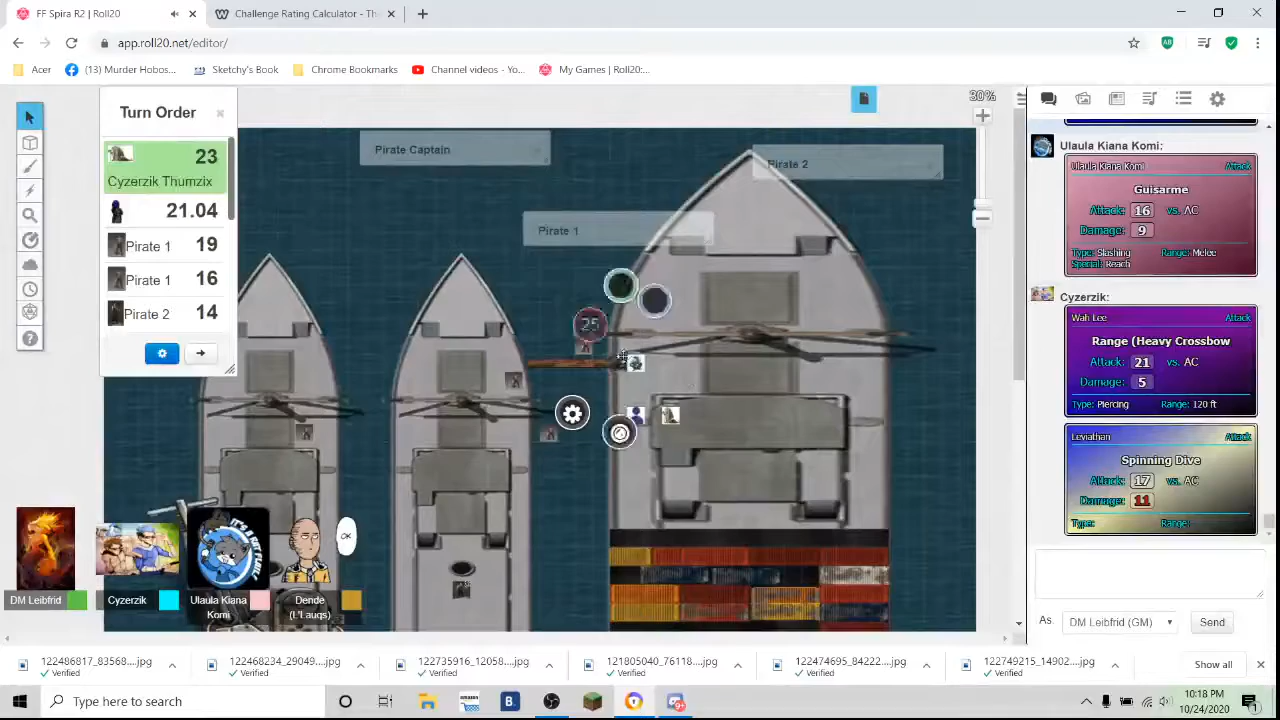 FF Spira R2 | Roll20
Challenge Rating Calculator - Th
app.roll20.net/editor/
Acer
(13) Murder Hobos...
Sketchy's Book
Chrome Bookmarks
Channel videos - Yo...
My Games | Roll20:...
Turn Order
23
Cyzerzik Thumzix
21.04
Pirate 1 19
Pirate 1 16
Pirate 2 14
Pirate Captain
Pirate 2
Pirate 1
25
30%
Ulaula Kiana Komi:
Ulaula Kiana Komi Attack
Guisarme
Attack: 16 vs. AC
Damage: 9
Type: Slashing Range: Melee
Special: Reach
Cyzerzik:
Wah Lee Attack
Range (Heavy Crossbow
Attack: 21 vs. AC
Damage: 5
Type: Piercing Range: 120 ft
Leviathan Attack
Spinning Dive
Attack: 17 vs. AC
Damage: 11
Type: Range:
As: DM Leibfrid (GM)
Send
IT'S A RAT FLAIL!
OK
DM Leibfrid
Cyzerzik
Ulaula Kiana
Komi
Dende
(L'Lauqs)
122486817_83568....jpg
Verified
122468234_29049....jpg
Verified
122735916_12058....jpg
Verified
121805040_76118....jpg
Verified
122474695_84222....jpg
Verified
122749215_14902....jpg
Verified
Show all
Type here to search
amazon
B.
10:18 PM
10/24/2020